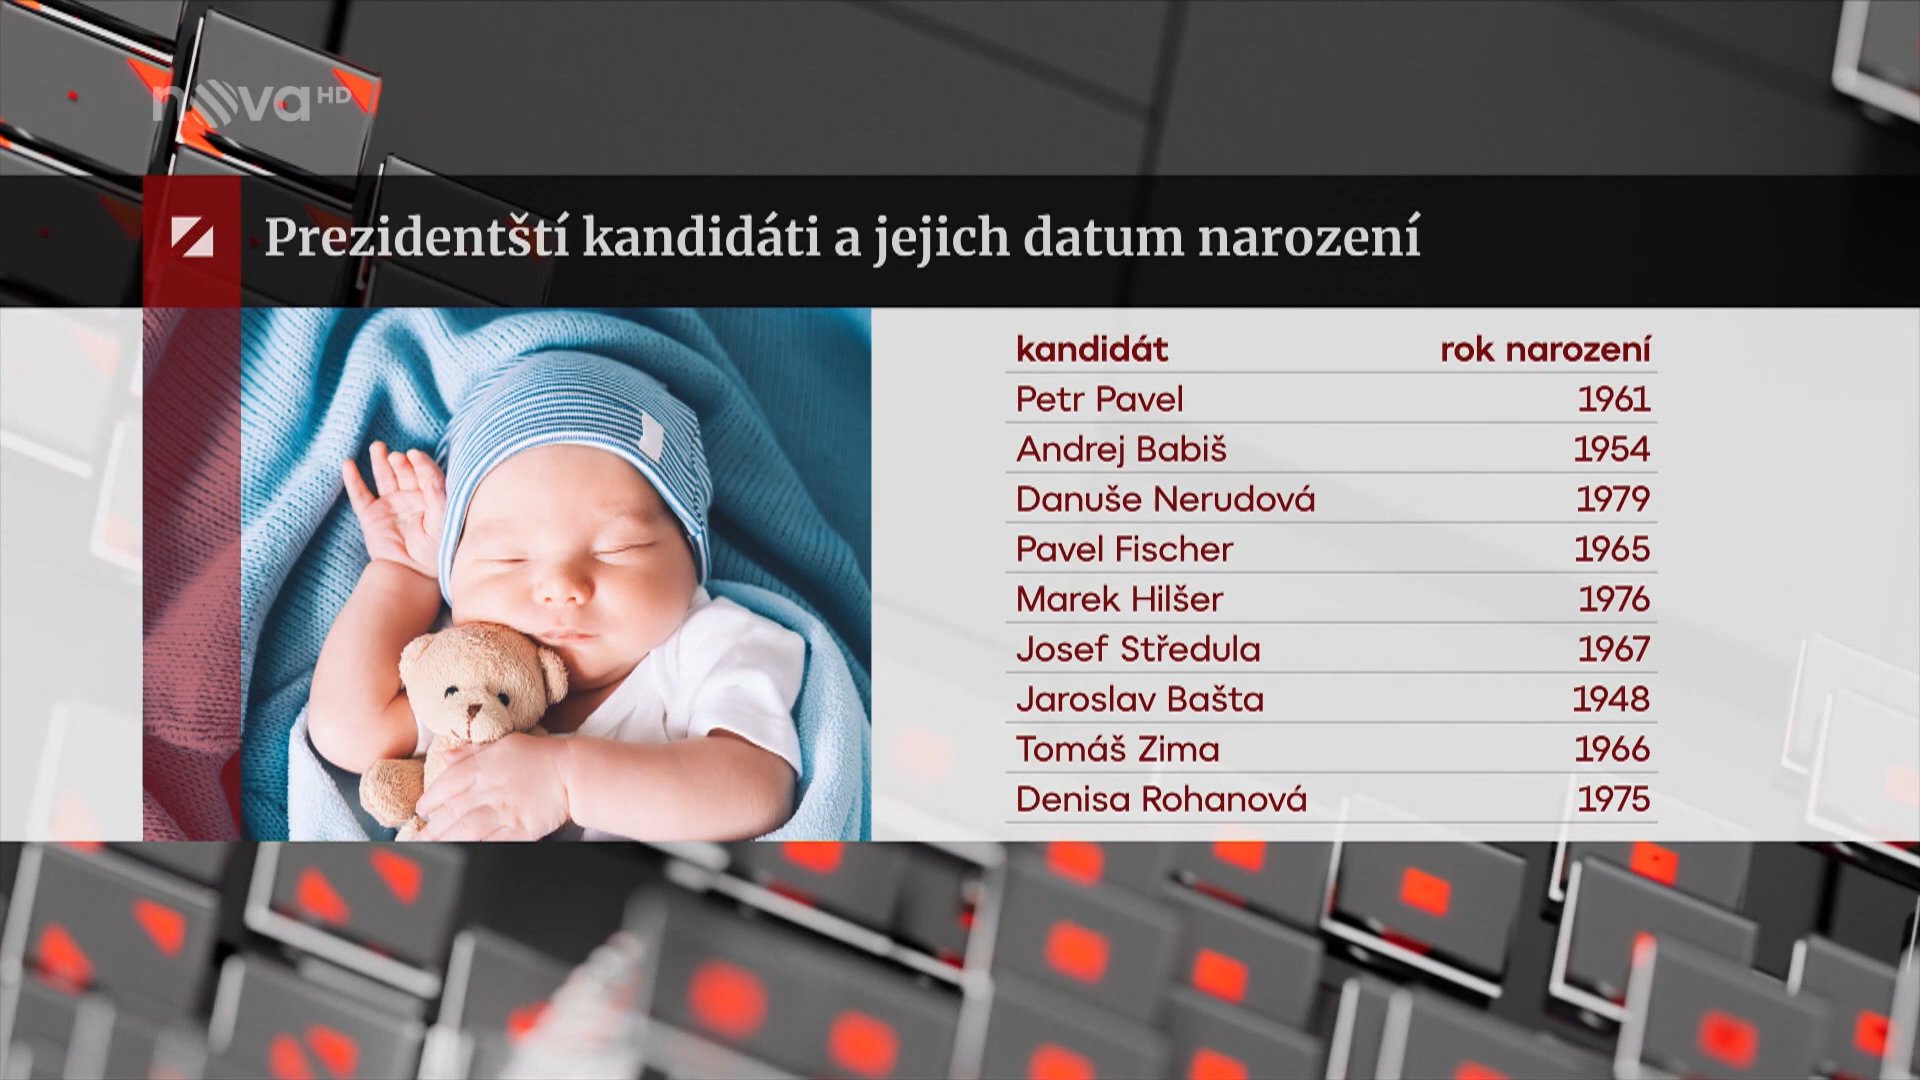 nova HD
Prezidentští kandidáti a jejich datum narození
kandidát rok narození
Petr Pavel 1961
Andrej Babiš 1954
Danuše Nerudová 1979
Pavel Fischer 1965
Marek Hilšer 1976
Josef Středula 1967
Jaroslav Bašta 1948
Tomáš Zima 1966
Denisa Rohanová 1975